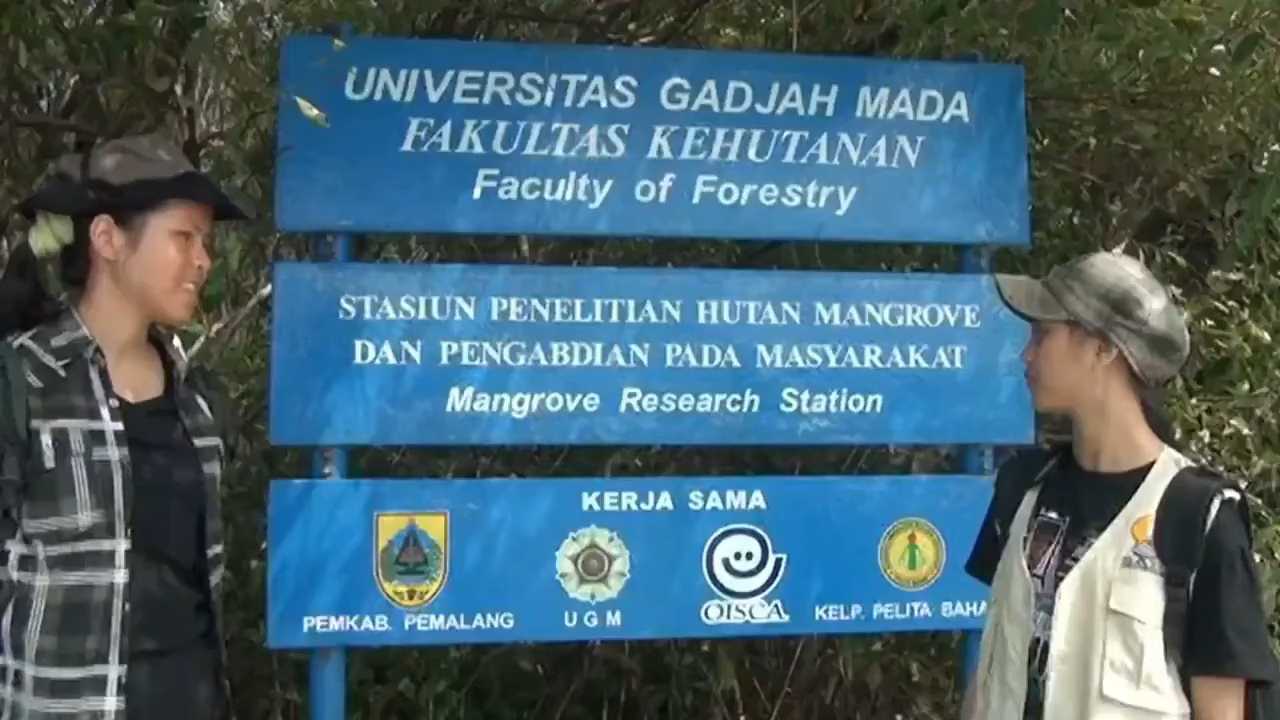 UNIVERSITAS GADJAH MADA
FAKULTAS KEHUTANAN
Faculty of Forestry
STASIUN PENELITIAN HUTAN MANGROVE
DAN PENGABDIAN PADA MASYARAKAT
Mangrove Research Station
KERJA SAMA
PEMKAB. PEMALANG
UGM
OISCA
KELP. PELITA BAHA